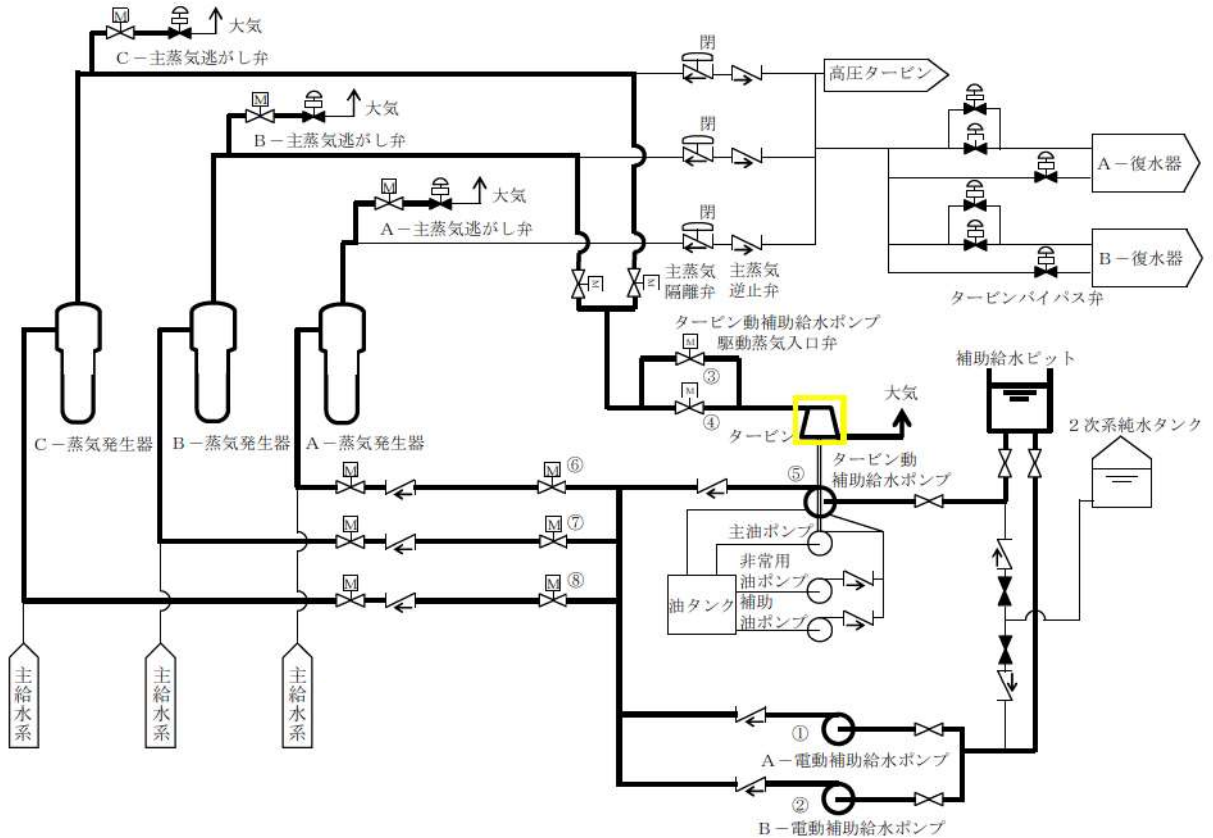 M
大気
C－主蒸気逃がし弁
M
大気
B－主蒸気逃がし弁
M
大気
A－主蒸気逃がし弁
閉
閉
閉
主蒸気
隔離弁
主蒸気
逆止弁
高圧タービン
A－復水器
B－復水器
タービンバイパス弁
M
M
タービン動補助給水ポンプ
駆動蒸気入口弁
M
③
M
④
タービン
大気
補助給水ピット
2次系純水タンク
C－蒸気発生器
B－蒸気発生器
A－蒸気発生器
タービン動
補助給水ポンプ
⑤
M
M
⑥
M
M
⑦
M
M
⑧
主油ポンプ
非常用
油ポンプ
補助
油ポンプ
油タンク
主給水系
主給水系
主給水系
①
A－電動補助給水ポンプ
②
B－電動補助給水ポンプ